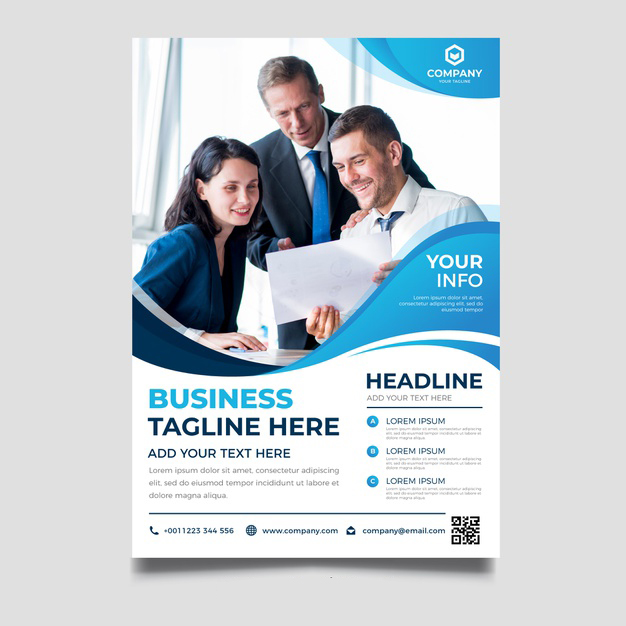 COMPANY
YOUR TAGLINE
YOUR
INFO
Lorem ipsum dolor sit amet,
consectetur adipiscing elit, sed do
eiusmod tempor
BUSINESS
TAGLINE HERE
ADD YOUR TEXT HERE
Lorem ipsum dolor sit amet, consectetur
adipiscing elit, sed do eiusmod
tempor incididunt ut labore et
dolore magna aliqua.
HEADLINE
ADD YOUR TEXT HERE
A LOREM IPSUM
B LOREM IPSUM
C LOREM IPSUM
+0011223 344 556
www.company.com
company@email.com